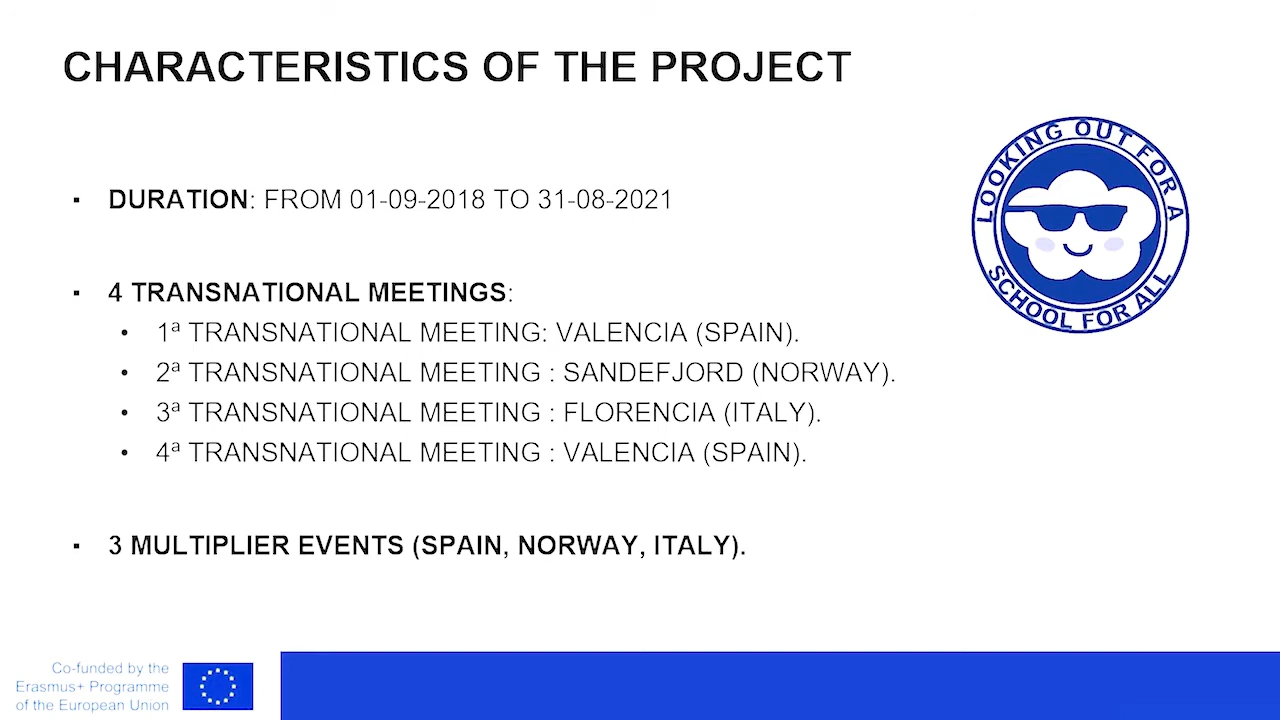 CHARACTERISTICS OF THE PROJECT
LOOKING OUT FOR A
SCHOOL FOR ALL
▪ DURATION: FROM 01-09-2018 TO 31-08-2021
▪ 4 TRANSNATIONAL MEETINGS:
• 1ª TRANSNATIONAL MEETING: VALENCIA (SPAIN).
• 2ª TRANSNATIONAL MEETING : SANDEFJORD (NORWAY).
• 3ª TRANSNATIONAL MEETING : FLORENCIA (ITALY).
• 4ª TRANSNATIONAL MEETING : VALENCIA (SPAIN).
▪ 3 MULTIPLIER EVENTS (SPAIN, NORWAY, ITALY).
Co-funded by the
Erasmus+ Programme
of the European Union